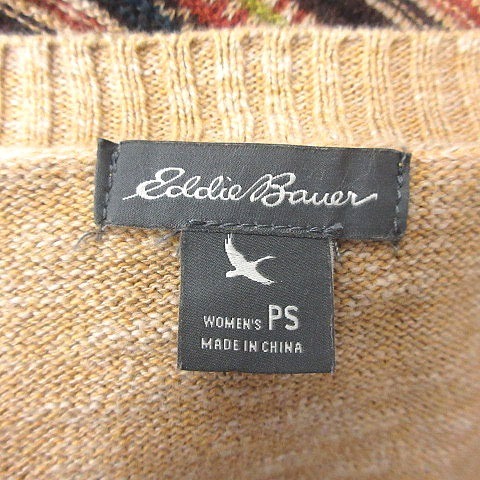 Eddie Bauer
WOMEN'S PS
MADE IN CHINA